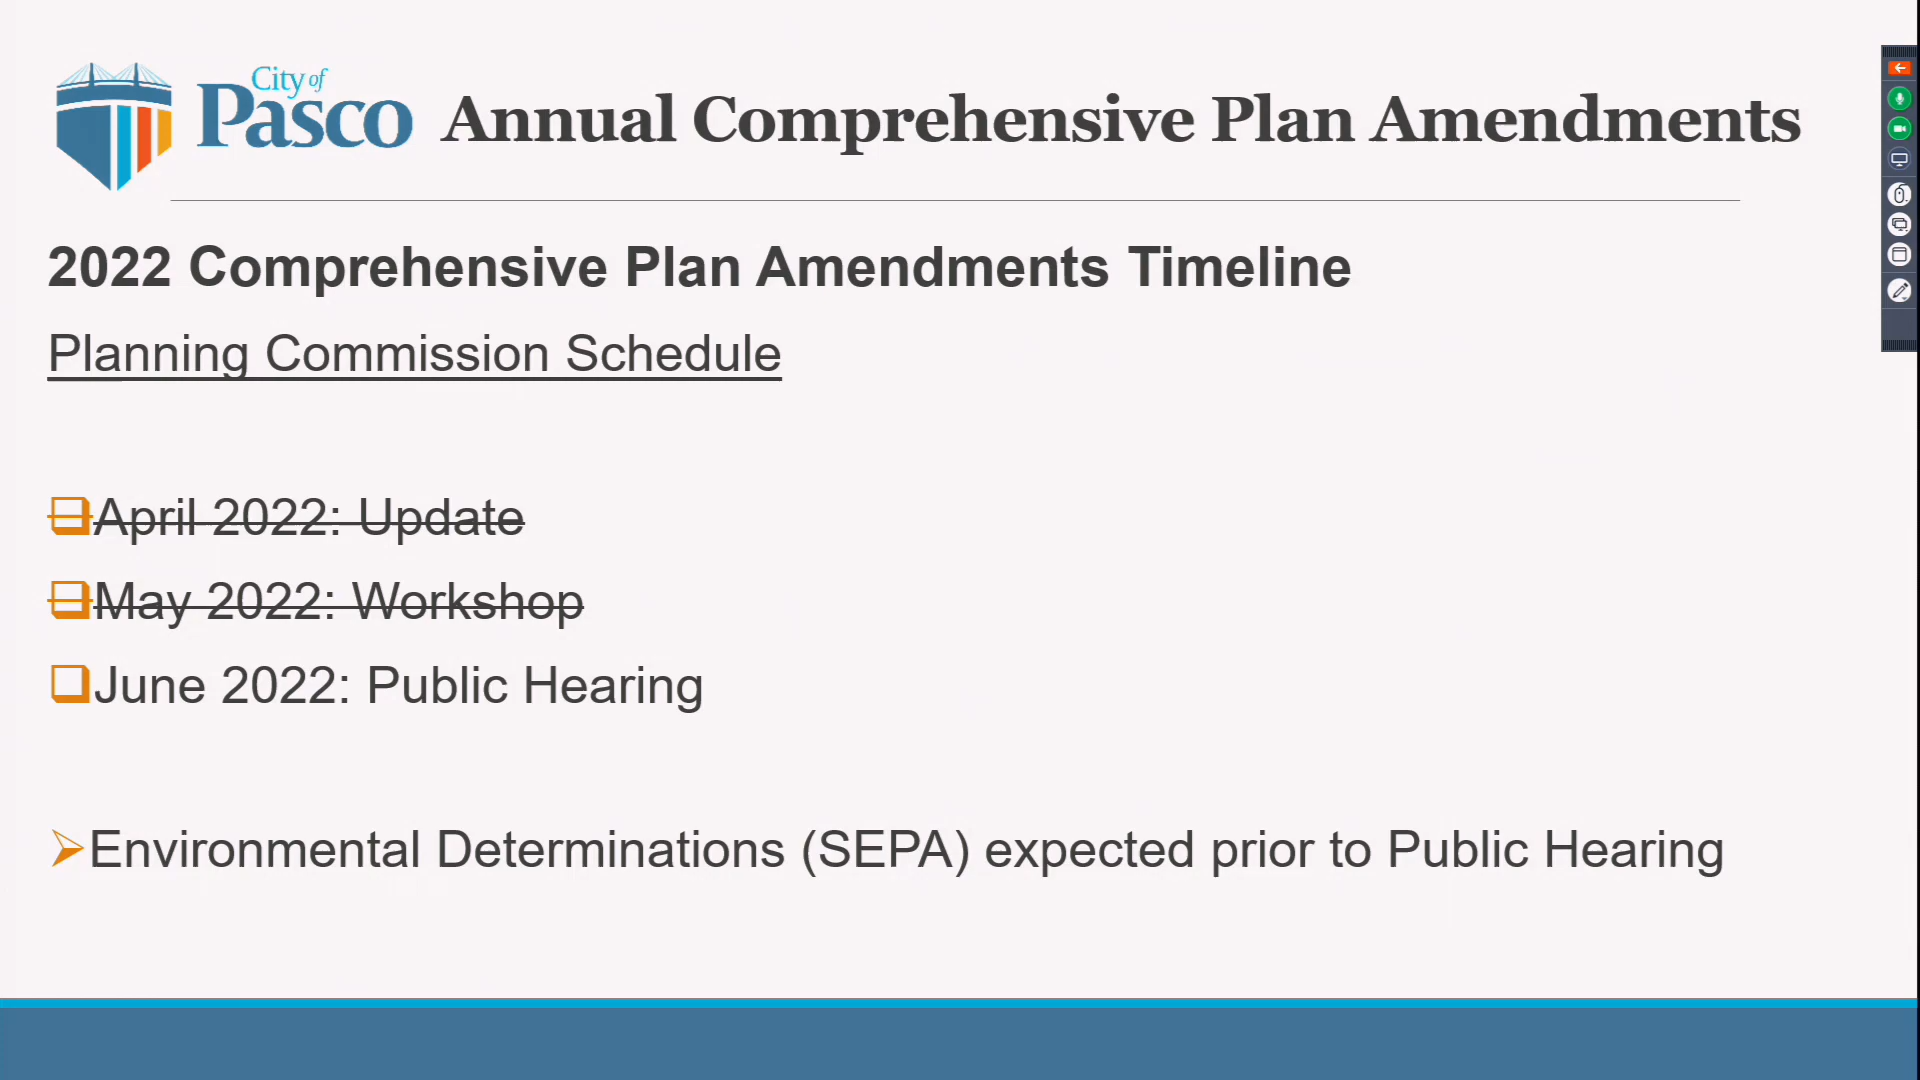 City of
Pasco
Annual Comprehensive Plan Amendments
2022 Comprehensive Plan Amendments Timeline
Planning Commission Schedule
April 2022: Update
May 2022: Workshop
June 2022: Public Hearing
Environmental Determinations (SEPA) expected prior to Public Hearing